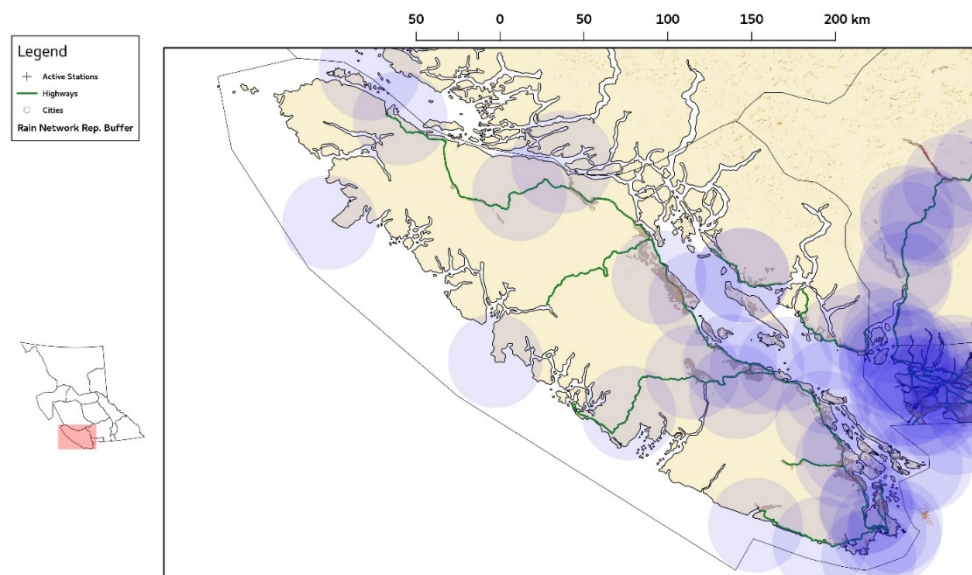 50 0 50 100 150 200 km
Legend
Active Stations
Highways
Cities
Rain Network Rep. Buffer